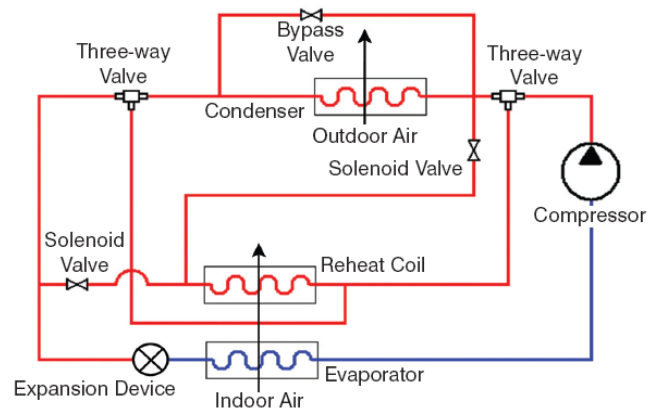 Bypass
Valve
Three-way
Valve
Three-way
Valve
Condenser
Outdoor Air
Solenoid Valve
Compressor
Solenoid
Valve
Reheat Coil
Expansion Device
Evaporator
Indoor Air